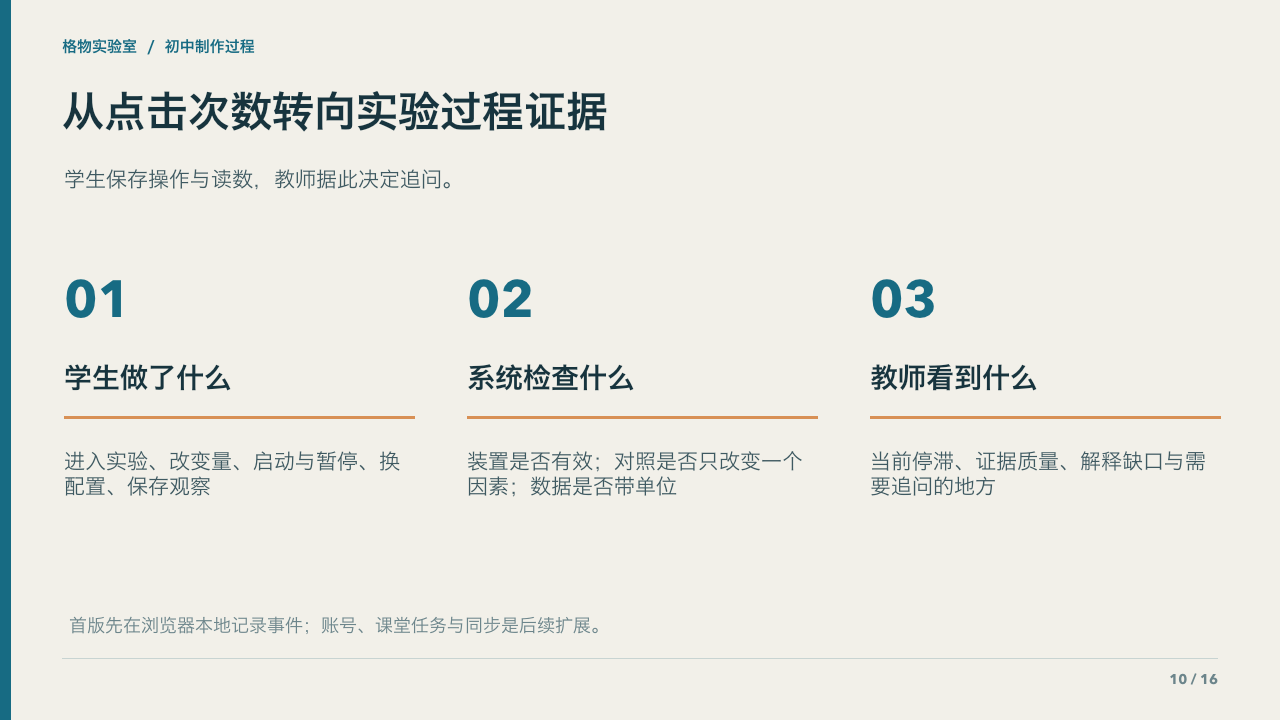 格物实验室 / 初中制作过程
从点击次数转向实验过程证据
学生保存操作与读数，教师据此决定追问。
01
学生做了什么
进入实验、改变量、启动与暂停、换
配置、保存观察
02
系统检查什么
装置是否有效；对照是否只改变一个
因素；数据是否带单位
03
教师看到什么
当前停滞、证据质量、解释缺口与需
要追问的地方
首版先在浏览器本地记录事件；账号、课堂任务与同步是后续扩展。
10 / 16